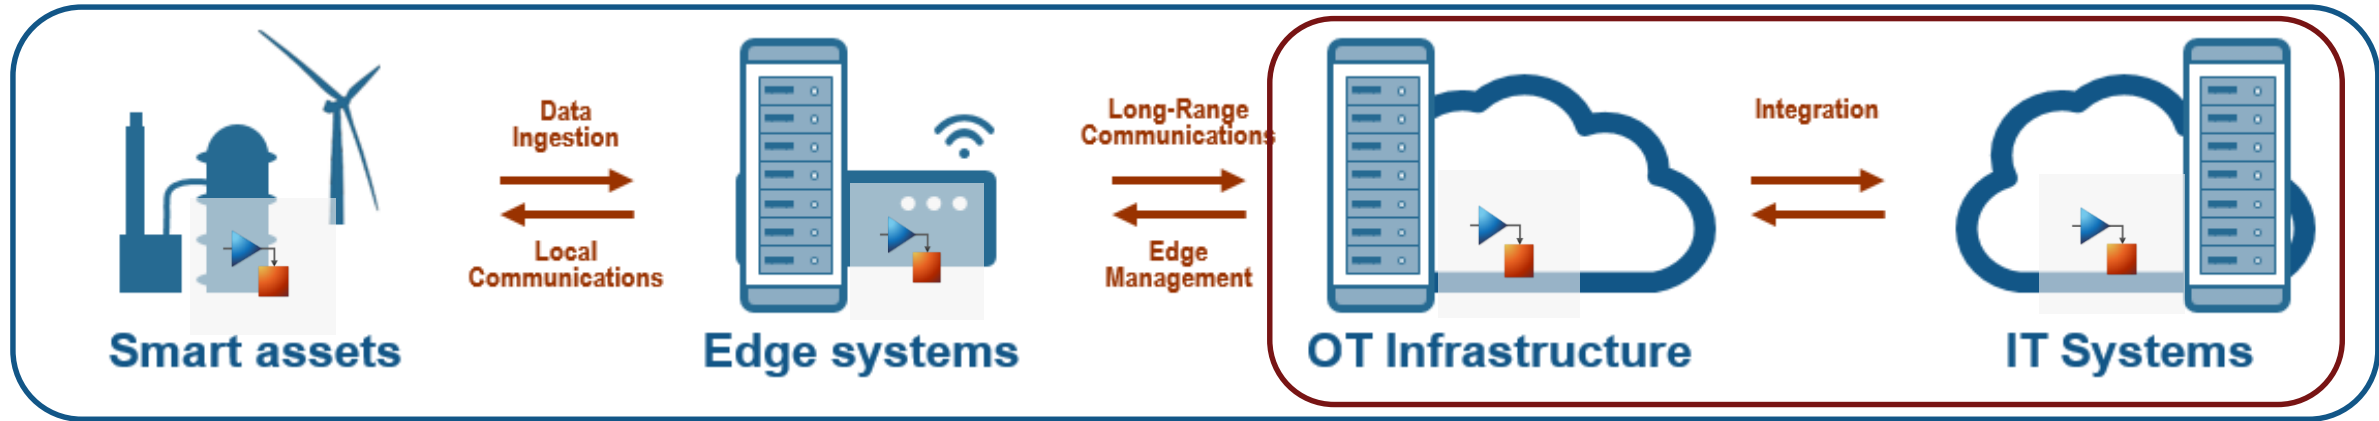 Data
Ingestion
Local
Communications
Long-Range
Communications
Edge
Management
Integration
Smart assets
Edge systems
OT Infrastructure
IT Systems